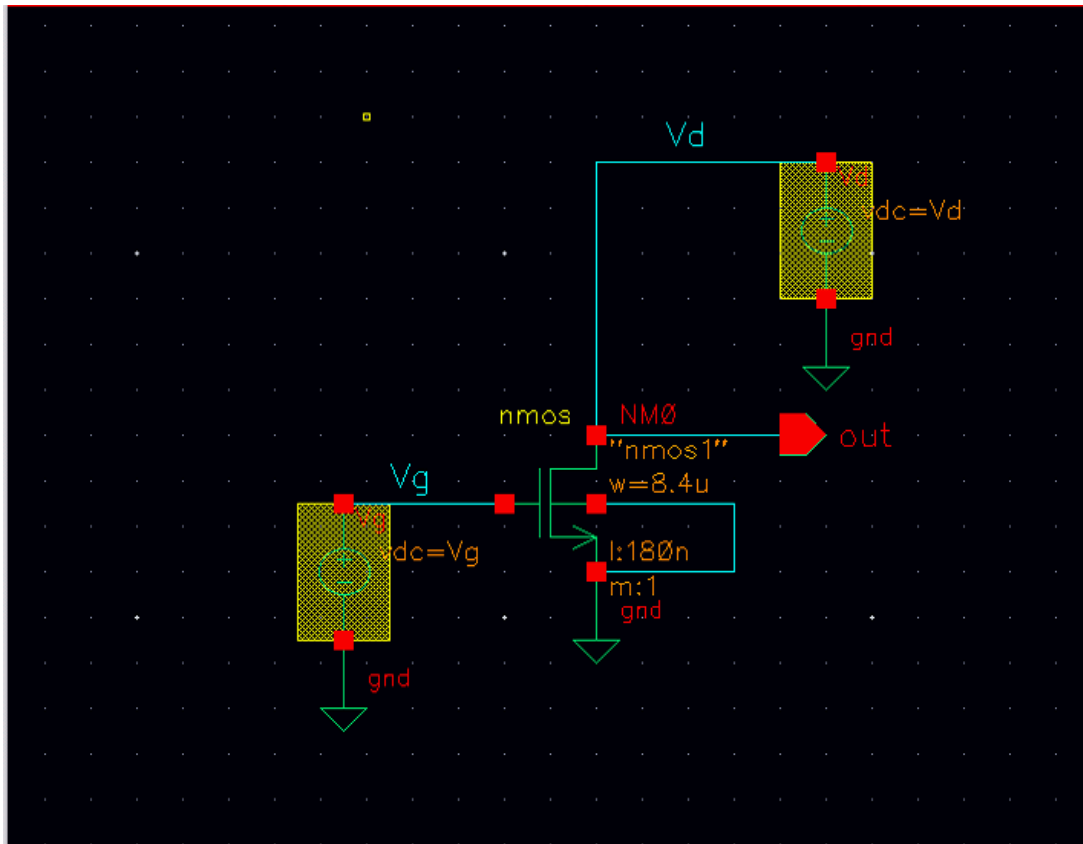 Vd
Vd
vdc=Vd
gnd
nmos
NM0
out
"nmos1"
Vg
w=8.4u
Vg
vdc=Vg
l:180n
m:1
gnd
gnd